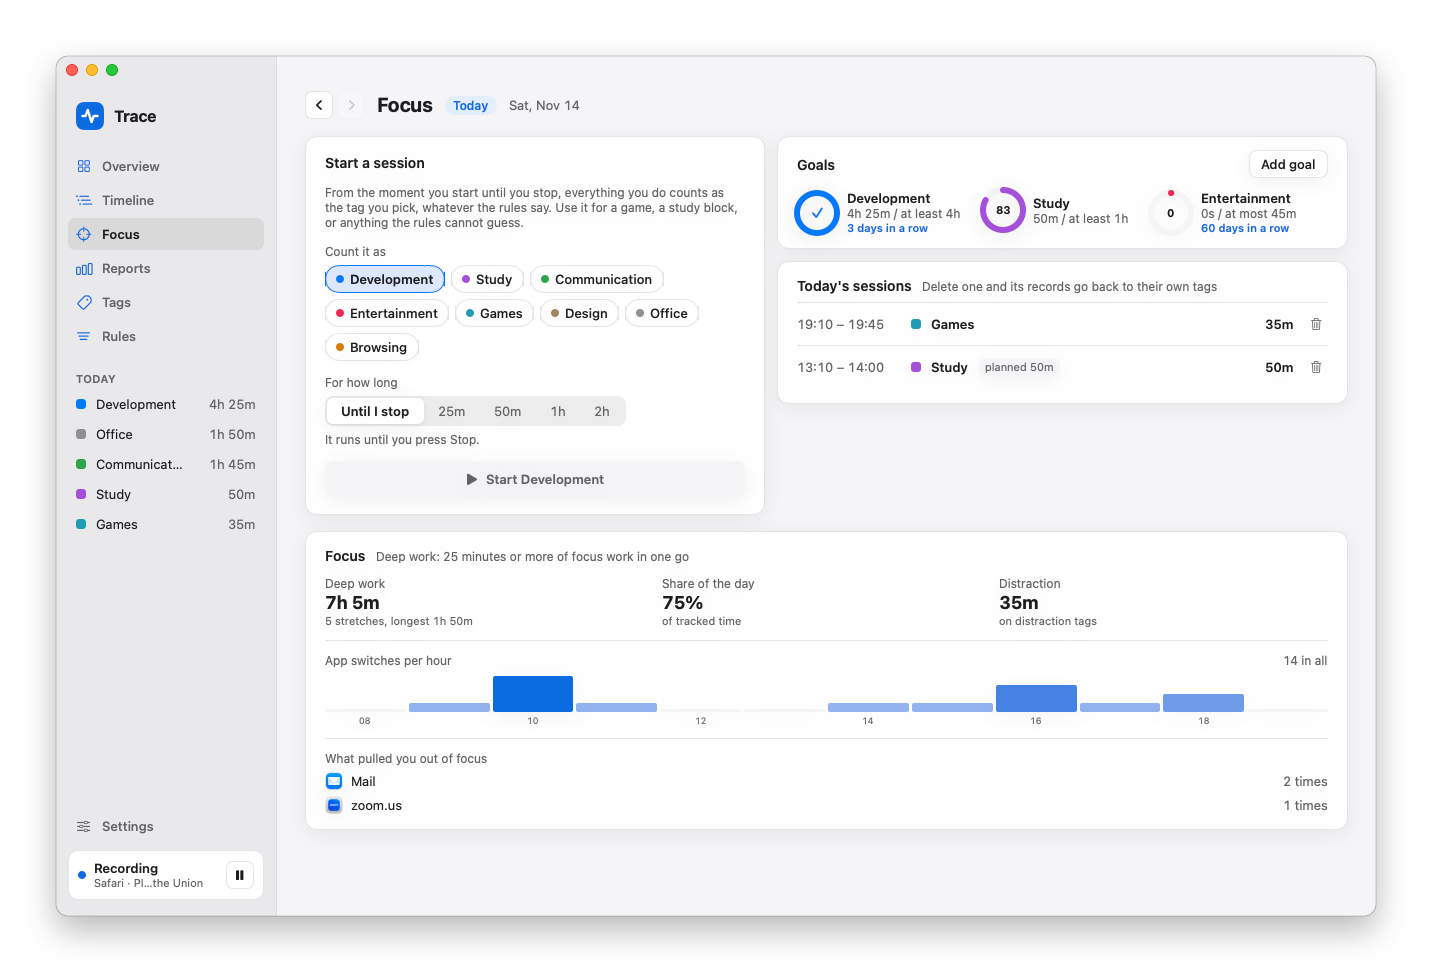 Trace
Overview
Timeline
Focus
Reports
Tags
Rules
TODAY
Development 4h 25m
Office 1h 50m
Communicat... 1h 45m
Study 50m
Games 35m
Settings
Recording
Safari · Pl...the Union
Focus Today Sat, Nov 14
Start a session
From the moment you start until you stop, everything you do counts as
the tag you pick, whatever the rules say. Use it for a game, a study block,
or anything the rules cannot guess.
Count it as
Development Study Communication
Entertainment Games Design Office
Browsing
For how long
Until I stop 25m 50m 1h 2h
It runs until you press Stop.
Start Development
Goals Add goal
Development
4h 25m / at least 4h
3 days in a row
83
Study
50m / at least 1h
0
Entertainment
0s / at most 45m
60 days in a row
Today's sessions Delete one and its records go back to their own tags
19:10 – 19:45 Games 35m
13:10 – 14:00 Study planned 50m 50m
Focus Deep work: 25 minutes or more of focus work in one go
Deep work
7h 5m
5 stretches, longest 1h 50m
Share of the day
75%
of tracked time
Distraction
35m
on distraction tags
App switches per hour 14 in all
08 10 12 14 16 18
What pulled you out of focus
Mail 2 times
zoom.us 1 times